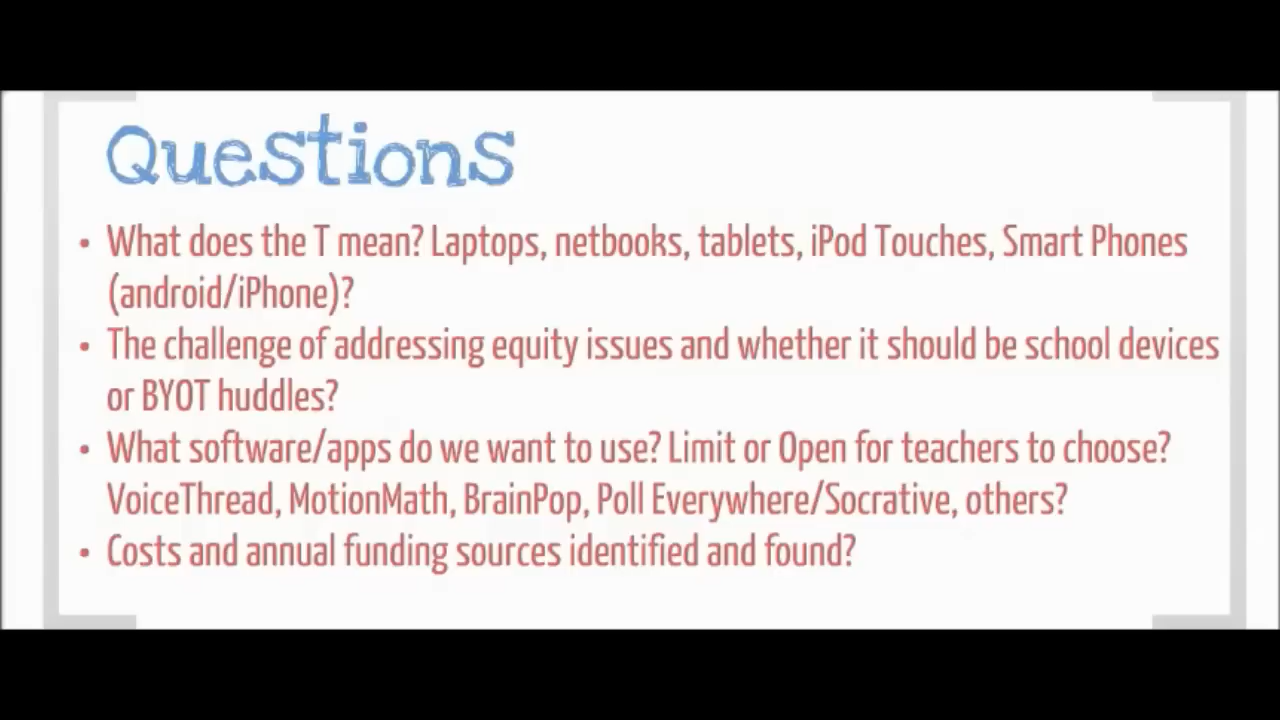 Questions
• What does the T mean? Laptops, netbooks, tablets, iPod Touches, Smart Phones
(android/iPhone)?
• The challenge of addressing equity issues and whether it should be school devices
or BYOT huddles?
• What software/apps do we want to use? Limit or Open for teachers to choose?
VoiceThread, MotionMath, BrainPop, Poll Everywhere/Socrative, others?
• Costs and annual funding sources identified and found?